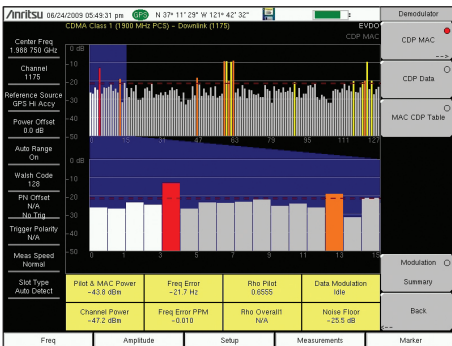 Anritsu 06/24/2009 05:49:31 pm GPS N 37° 11' 29" W 121° 42' 32"
Demodulator
CDMA Class 1 (1900 MHz PCS) - Downlink (1175)
EVDO
CDP MAC
Center Freq
1.988 750 GHz
Channel
1175
Reference Source
GPS Hi Accy
Power Offset
0.0 dB
Auto Range
On
Walsh Code
128
PN Offset
N/A
No Trig
Trigger Polarity
N/A
Meas Speed
Normal
Slot Type
Auto Detect
0 dB
-10
-20
-30
-40
-50
0 15 31 47 63 79 95 111 127
-0 dB
-10
-20
-30
-40
-50
0 1 3 5 7 9 11 13 15
Pilot & MAC Power
-43.8 dBm
Freq Error
-21.7 Hz
Rho Pilot
0.6555
Data Modulation
Idle
Channel Power
-47.2 dBm
Freq Error PPM
-0.010
Rho Overall1
N/A
Noise Floor
-25.5 dB
CDP MAC
-->
CDP Data
MAC CDP Table
Modulation
Summary
Back
<--
Freq Amplitude Setup Measurements Marker